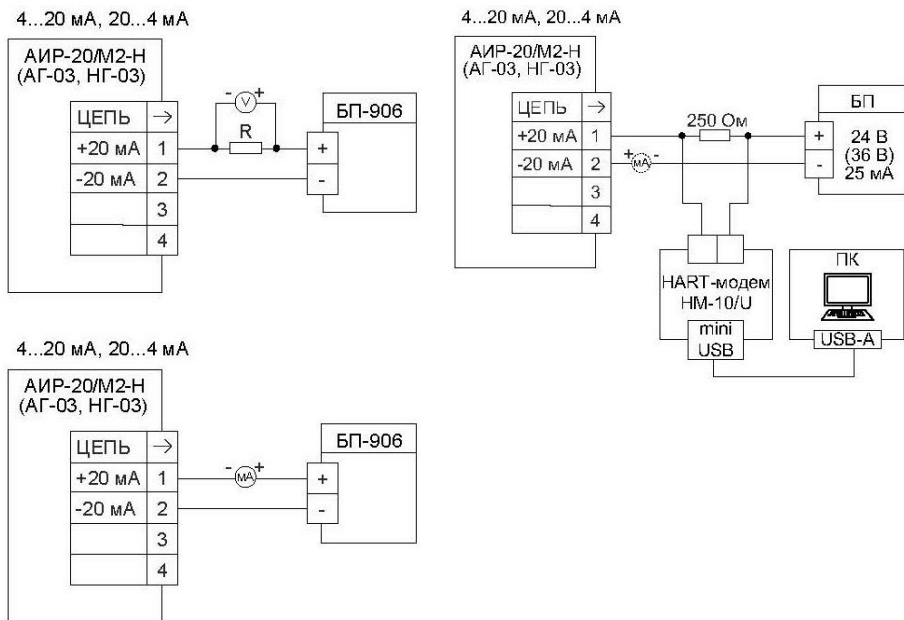 4...20 мА, 20...4 мА
АИР-20/М2-Н
(АГ-03, НГ-03)
ЦЕПЬ →
+20 мА 1
-20 мА 2
3
4
- V +
R
БП-906
+
-
4...20 мА, 20...4 мА
АИР-20/М2-Н
(АГ-03, НГ-03)
ЦЕПЬ →
+20 мА 1
-20 мА 2
3
4
250 Ом
+ мА -
БП
+
-
24 В
(36 В)
25 мА
HART-модем
HM-10/U
mini
USB
ПК
USB-A
4...20 мА, 20...4 мА
АИР-20/М2-Н
(АГ-03, НГ-03)
ЦЕПЬ →
+20 мА 1
-20 мА 2
3
4
- мА +
БП-906
+
-